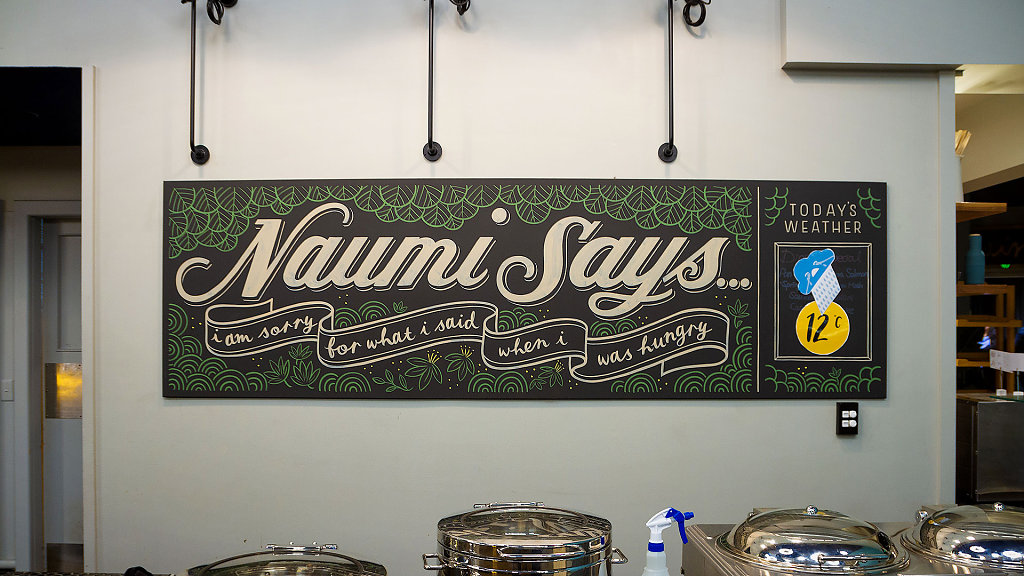 Naumi Says...
i am sorry for what i said when i was hungry
TODAY'S
WEATHER
12 c